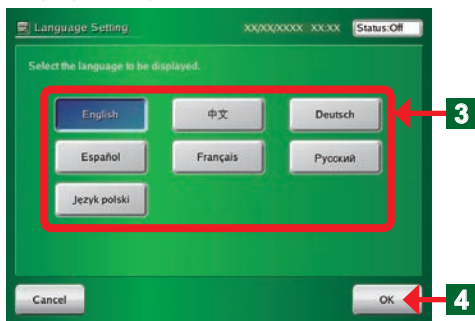 Language Setting XX/XX/XXXX XX:XX Status:Off
Select the language to be displayed.
English 中文 Deutsch
3
Español Français Русский
Język polski
Cancel OK
4